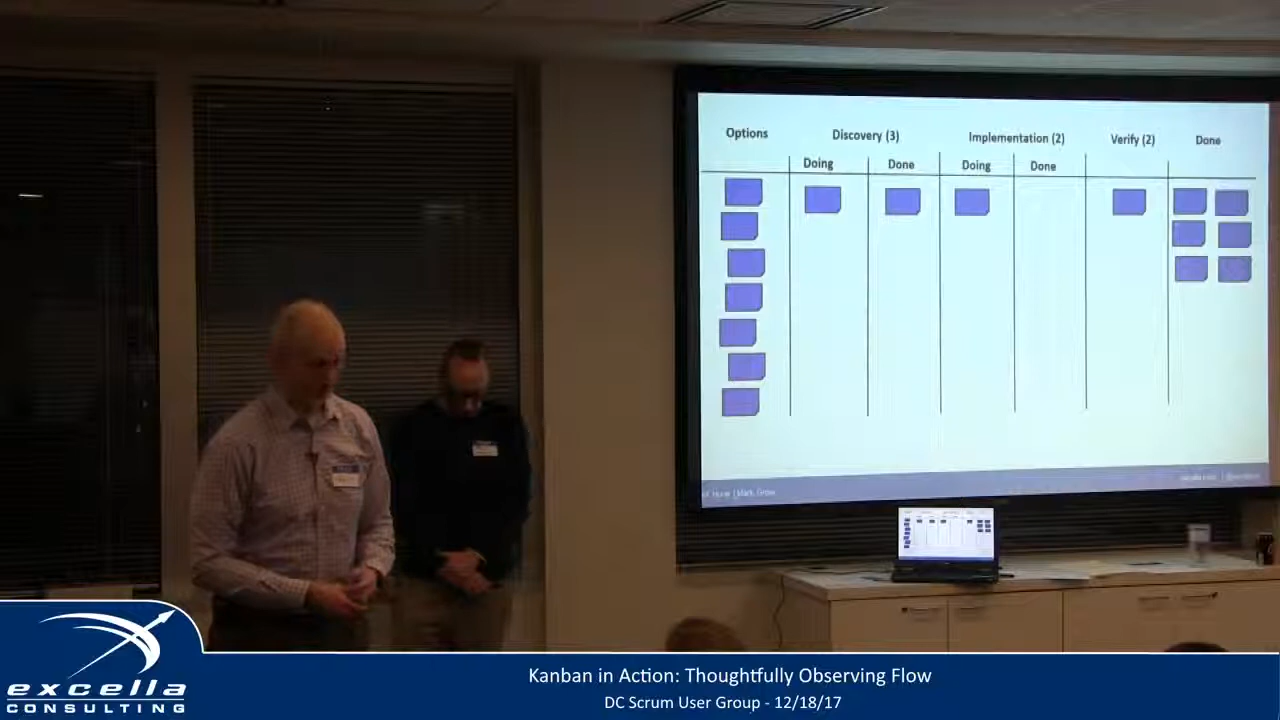 Options Discovery (3) Implementation (2) Verify (2) Done
Doing Done Doing Done
excella
CONSULTING
Kanban in Action: Thoughtfully Observing Flow
DC Scrum User Group - 12/18/17